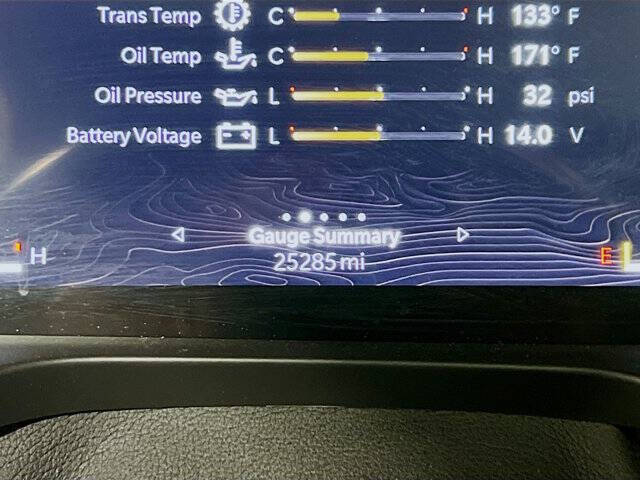 Trans Temp C H 133° F
Oil Temp C H 171° F
Oil Pressure L H 32 psi
Battery Voltage L H 14.0 V
Gauge Summary
H E
25285 mi